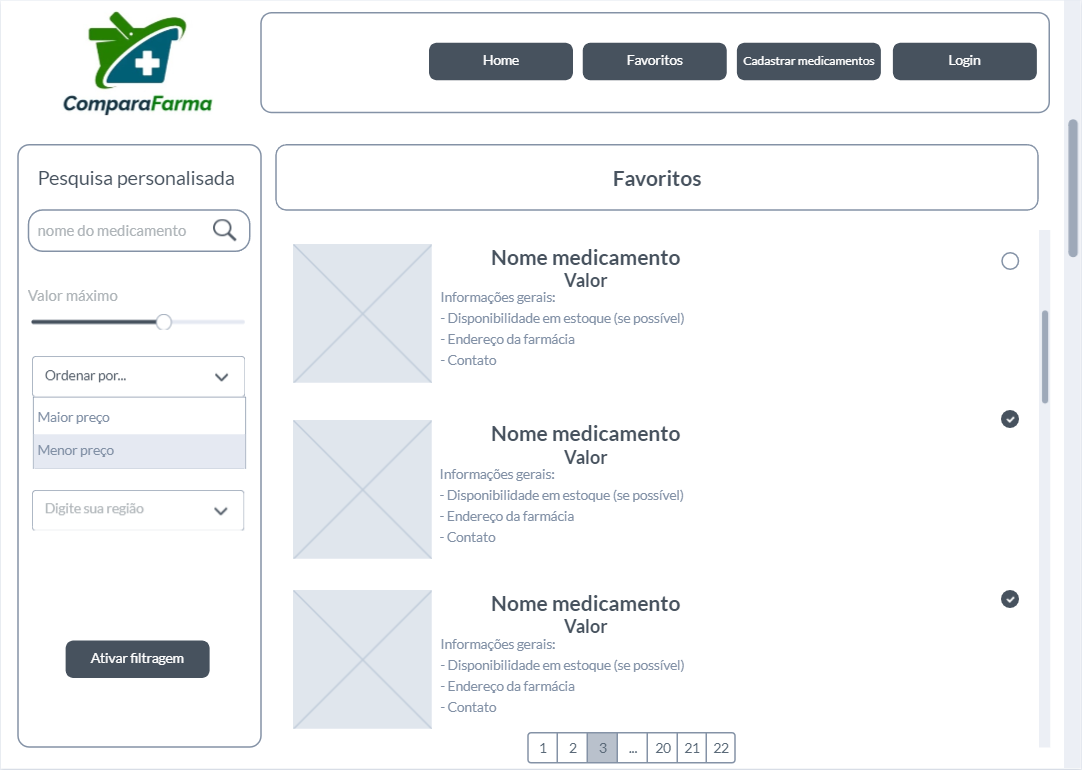 ComparaFarma
Home
Favoritos
Cadastrar medicamentos
Login
Pesquisa personalisada
nome do medicamento
Valor máximo
Ordenar por...
Maior preço
Menor preço
Digite sua região
Ativar filtragem
Favoritos
Nome medicamento
Valor
Informações gerais:
- Disponibilidade em estoque (se possível)
- Endereço da farmácia
- Contato
Nome medicamento
Valor
Informações gerais:
- Disponibilidade em estoque (se possível)
- Endereço da farmácia
- Contato
Nome medicamento
Valor
Informações gerais:
- Disponibilidade em estoque (se possível)
- Endereço da farmácia
- Contato
1 2 3 ... 20 21 22